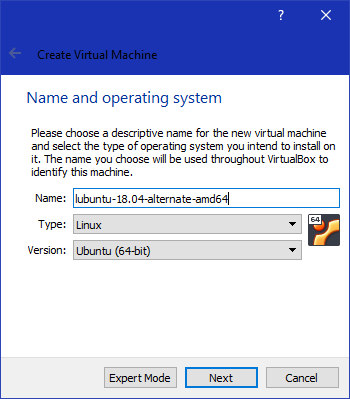 ?
Create Virtual Machine
Name and operating system
Please choose a descriptive name for the new virtual machine
and select the type of operating system you intend to install on
it. The name you choose will be used throughout VirtualBox to
identify this machine.
Name: lubuntu-18.04-alternate-amd64
Type: Linux
64
Version: Ubuntu (64-bit)
Expert Mode Next Cancel